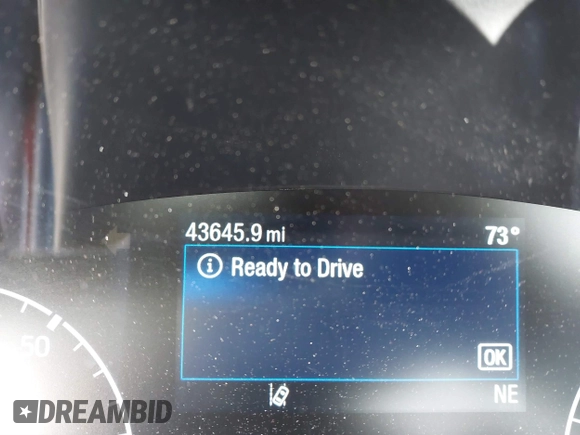 43645.9 mi 73°
i Ready to Drive
50
OK
NE
DREAMBID